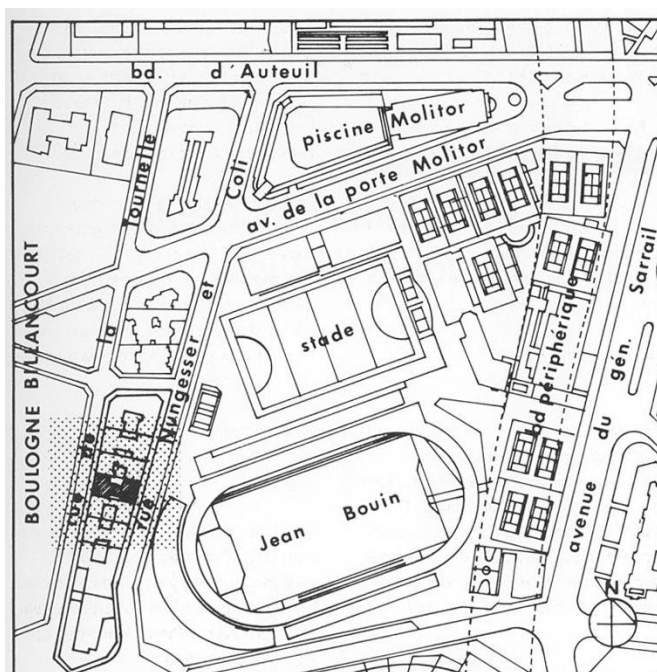 bd. d'Auteuil
piscine Molitor
av. de la porte Molitor
rue de la Tournelle
rue Nungesser et Coli
BOULOGNE BILLANCOURT
stade
Jean Bouin
bd Périphérique
avenue du gén. Sarrail
N